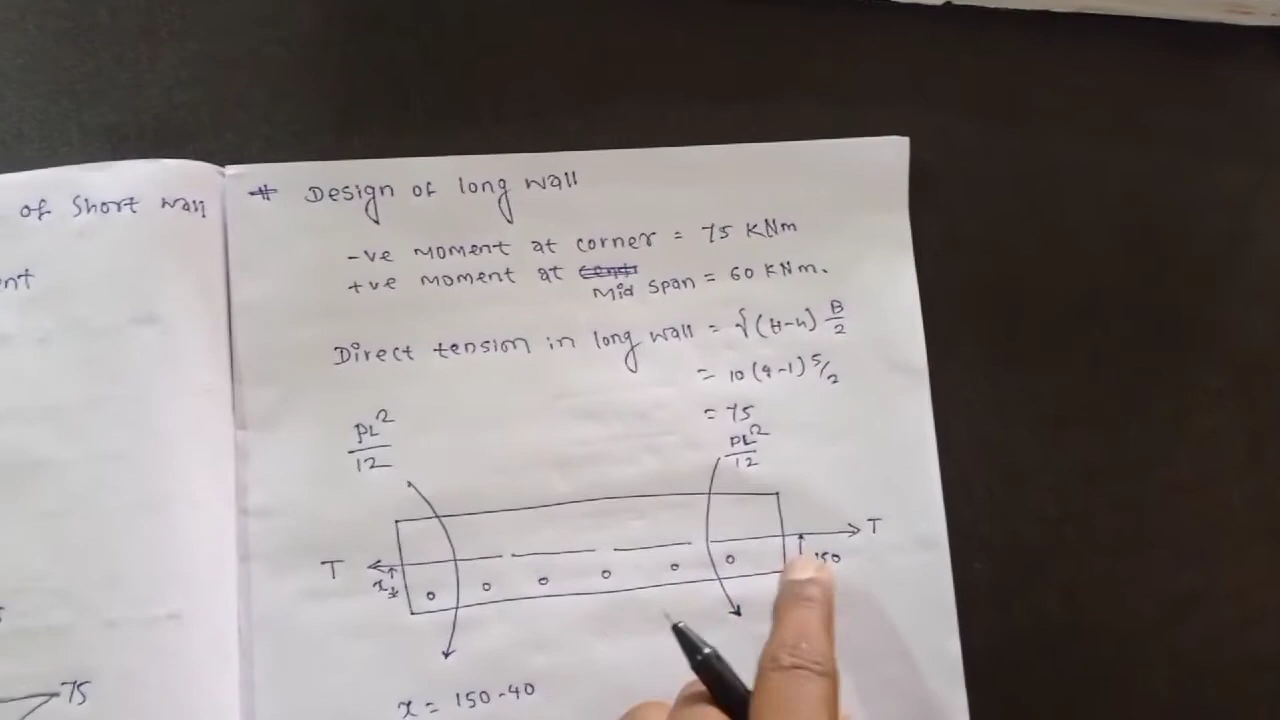 of short wall
75
# Design of long wall
-ve moment at corner = 75 KNm
+ve moment at Mid span = 60 KNm.
Direct tension in long wall = γ(H-h) B/2
= 10(4-1) 5/2
= 75
PL²/12
PL²/12
T
T
x
150
x = 150-40